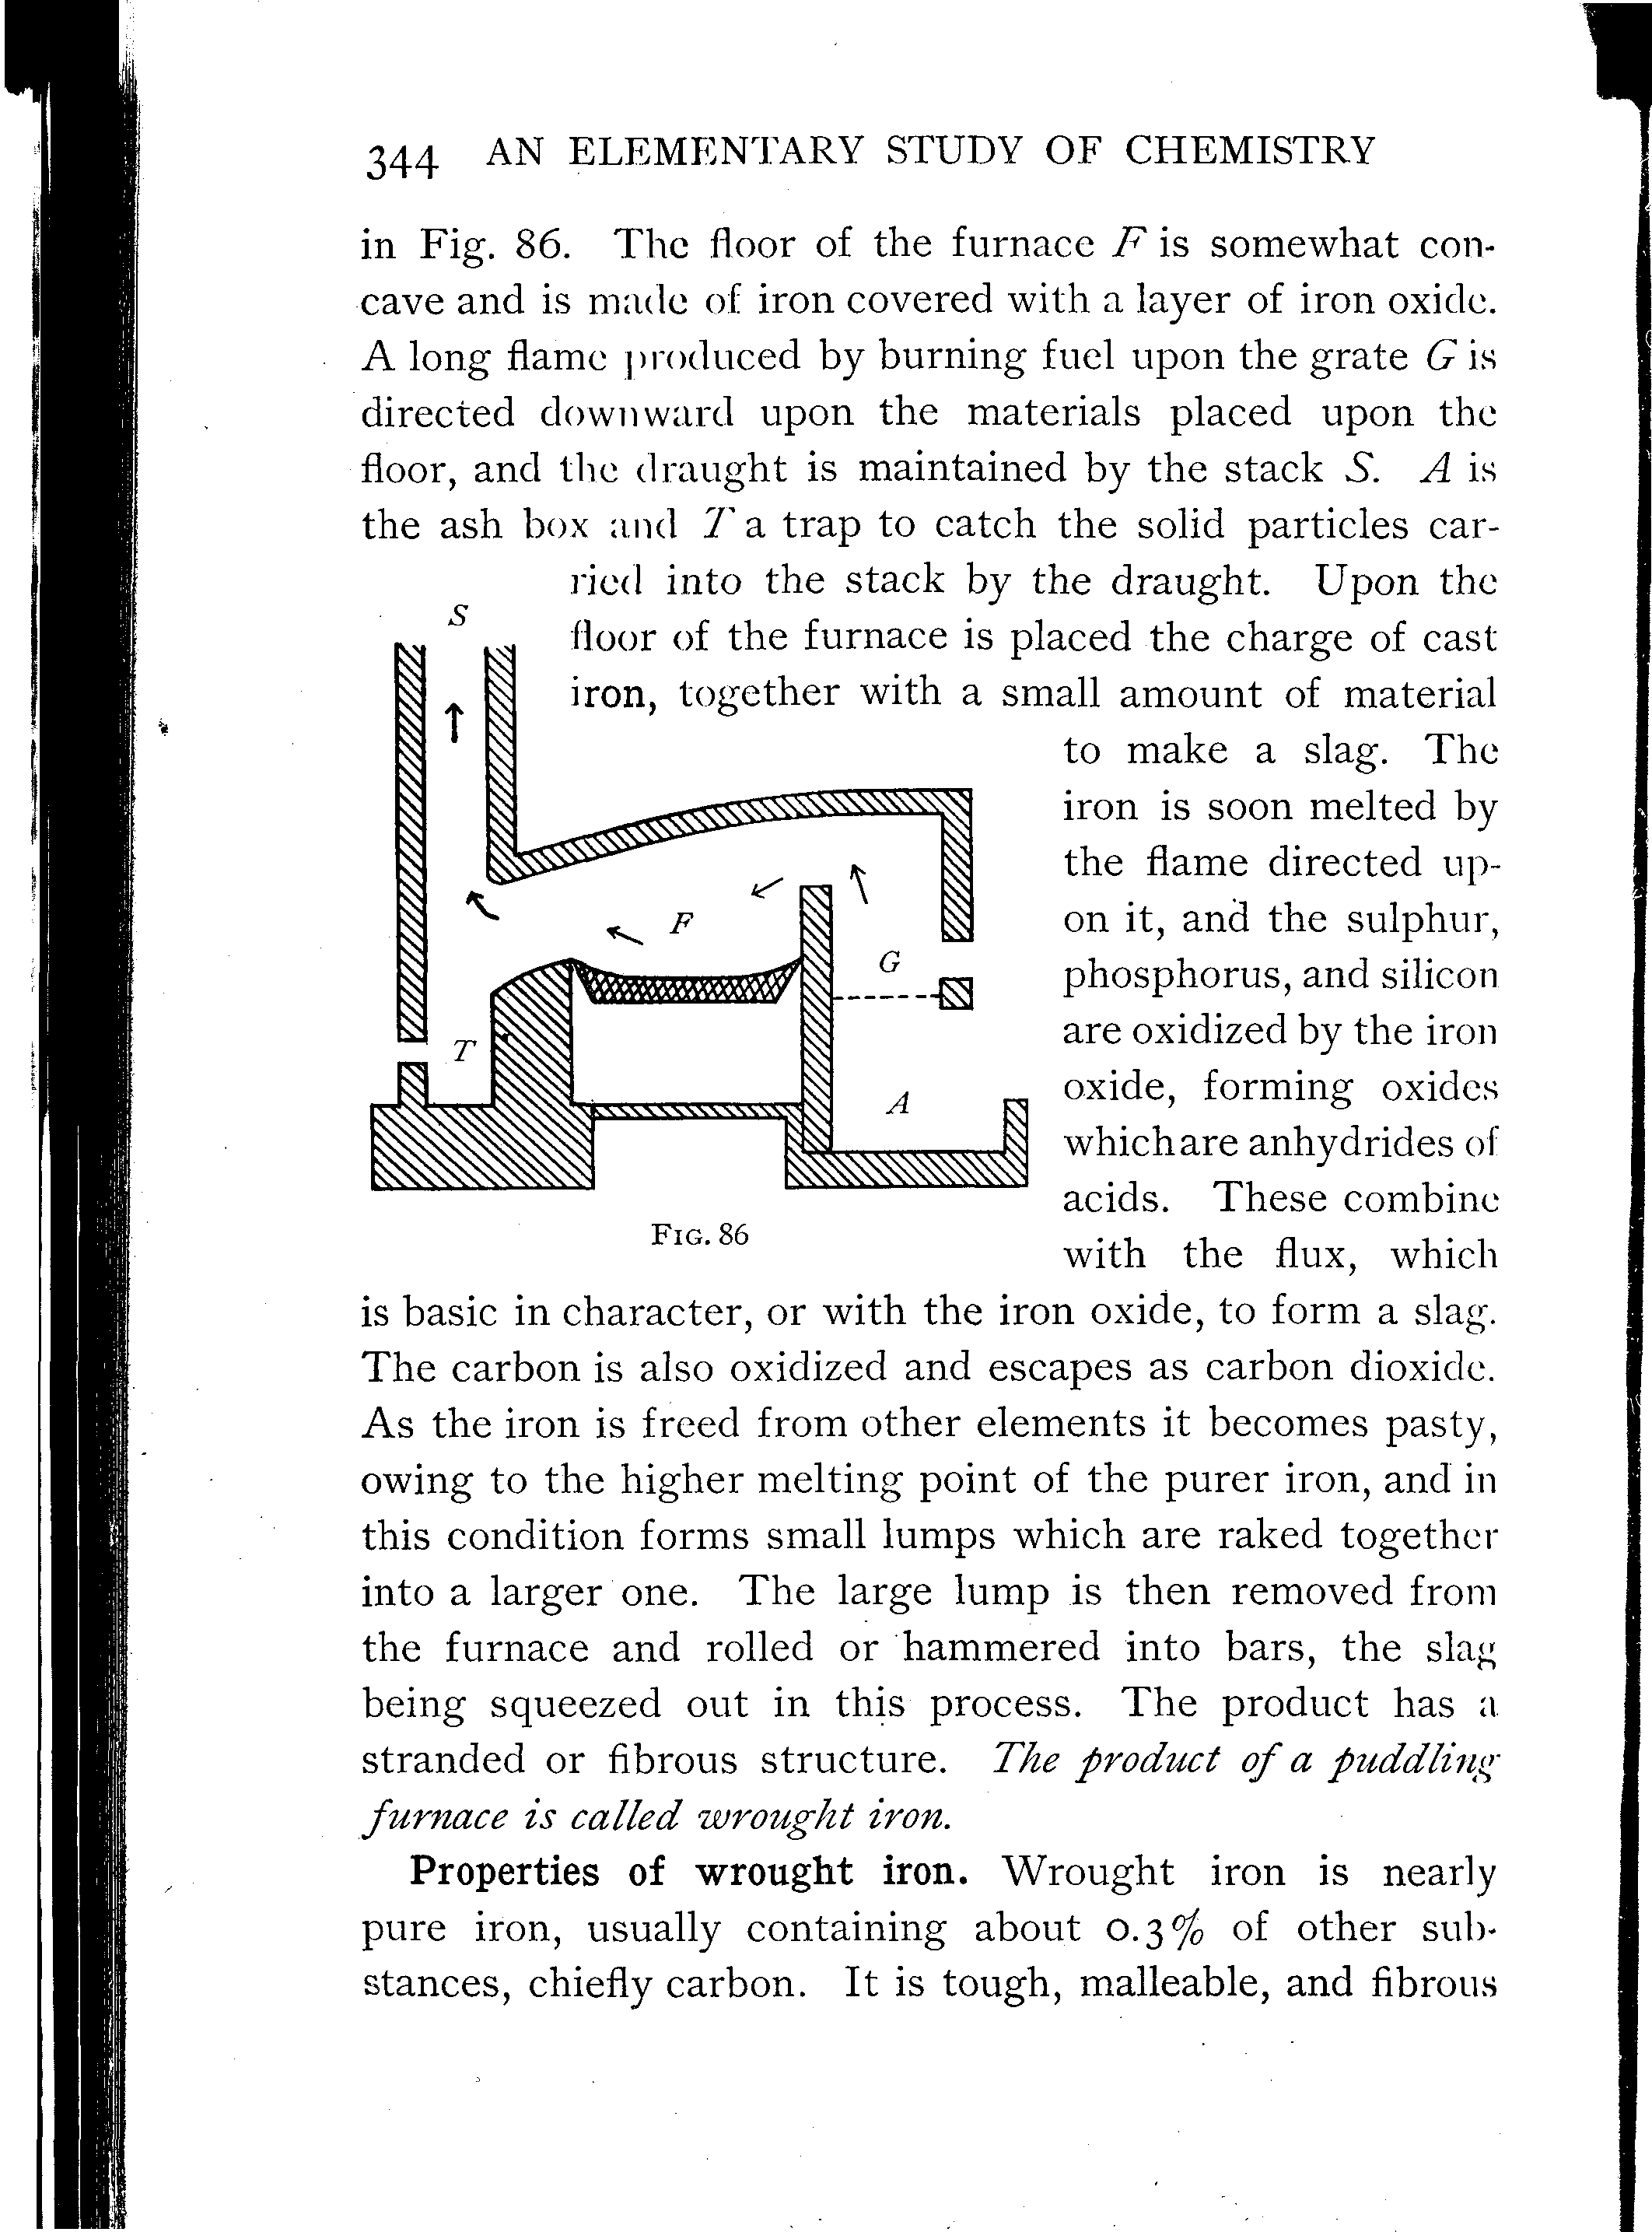 344 AN ELEMENTARY STUDY OF CHEMISTRY
in Fig. 86. The floor of the furnace F is somewhat con-
cave and is made of iron covered with a layer of iron oxide.
A long flame produced by burning fuel upon the grate G is
directed downward upon the materials placed upon the
floor, and the draught is maintained by the stack S. A is
the ash box and T a trap to catch the solid particles car-
ried into the stack by the draught. Upon the
floor of the furnace is placed the charge of cast
iron, together with a small amount of material
to make a slag. The
iron is soon melted by
the flame directed up-
on it, and the sulphur,
phosphorus, and silicon
are oxidized by the iron
oxide, forming oxides
which are anhydrides of
acids. These combine
with the flux, which
S
F
G
T
A
FIG. 86
is basic in character, or with the iron oxide, to form a slag.
The carbon is also oxidized and escapes as carbon dioxide.
As the iron is freed from other elements it becomes pasty,
owing to the higher melting point of the purer iron, and in
this condition forms small lumps which are raked together
into a larger one. The large lump is then removed from
the furnace and rolled or hammered into bars, the slag
being squeezed out in this process. The product has a
stranded or fibrous structure. The product of a puddling
furnace is called wrought iron.
Properties of wrought iron. Wrought iron is nearly
pure iron, usually containing about 0.3% of other sub-
stances, chiefly carbon. It is tough, malleable, and fibrous